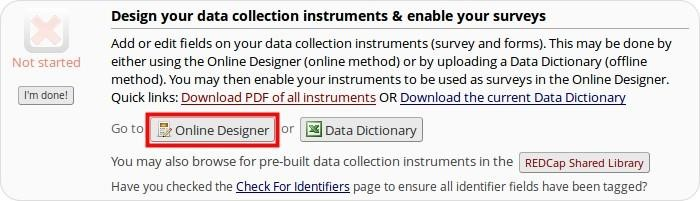 Design your data collection instruments & enable your surveys
Not started
I'm done!
Add or edit fields on your data collection instruments (survey and forms). This may be done by
either using the Online Designer (online method) or by uploading a Data Dictionary (offline
method). You may then enable your instruments to be used as surveys in the Online Designer.
Quick links: Download PDF of all instruments OR Download the current Data Dictionary
Go to Online Designer or Data Dictionary
You may also browse for pre-built data collection instruments in the REDCap Shared Library
Have you checked the Check For Identifiers page to ensure all identifier fields have been tagged?